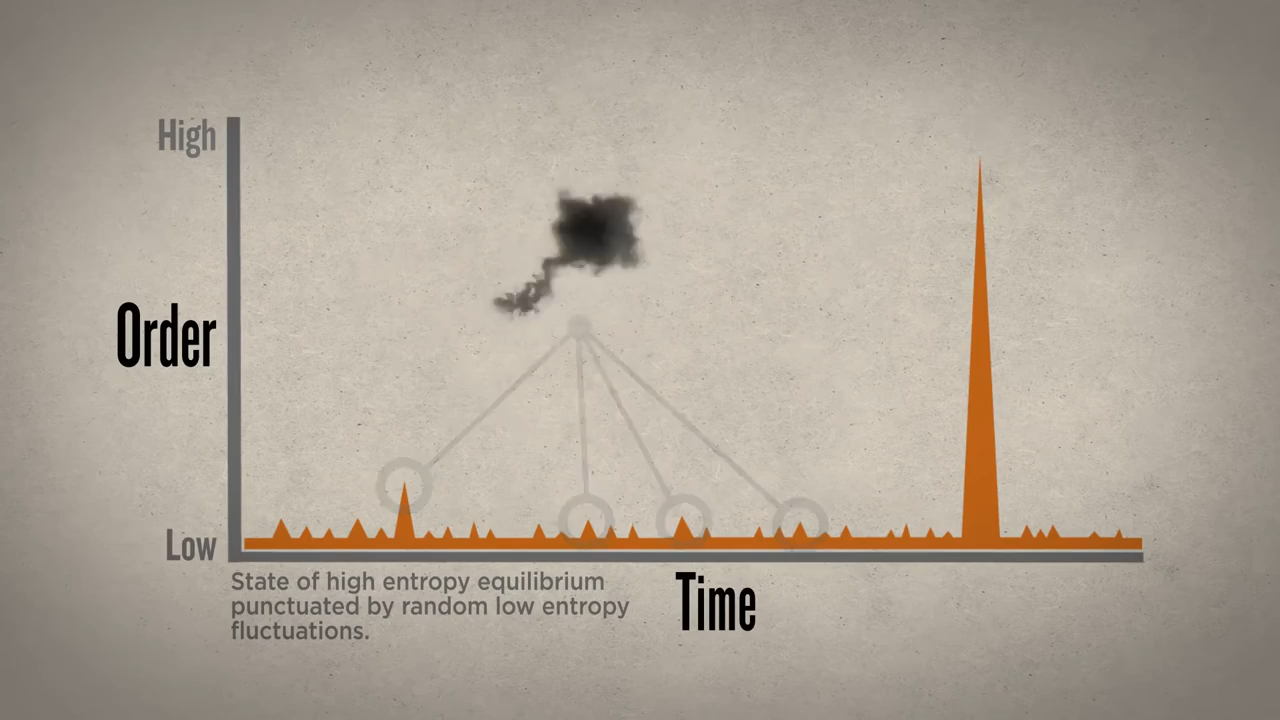 High
Order
Low
State of high entropy equilibrium
punctuated by random low entropy
fluctuations.
Time